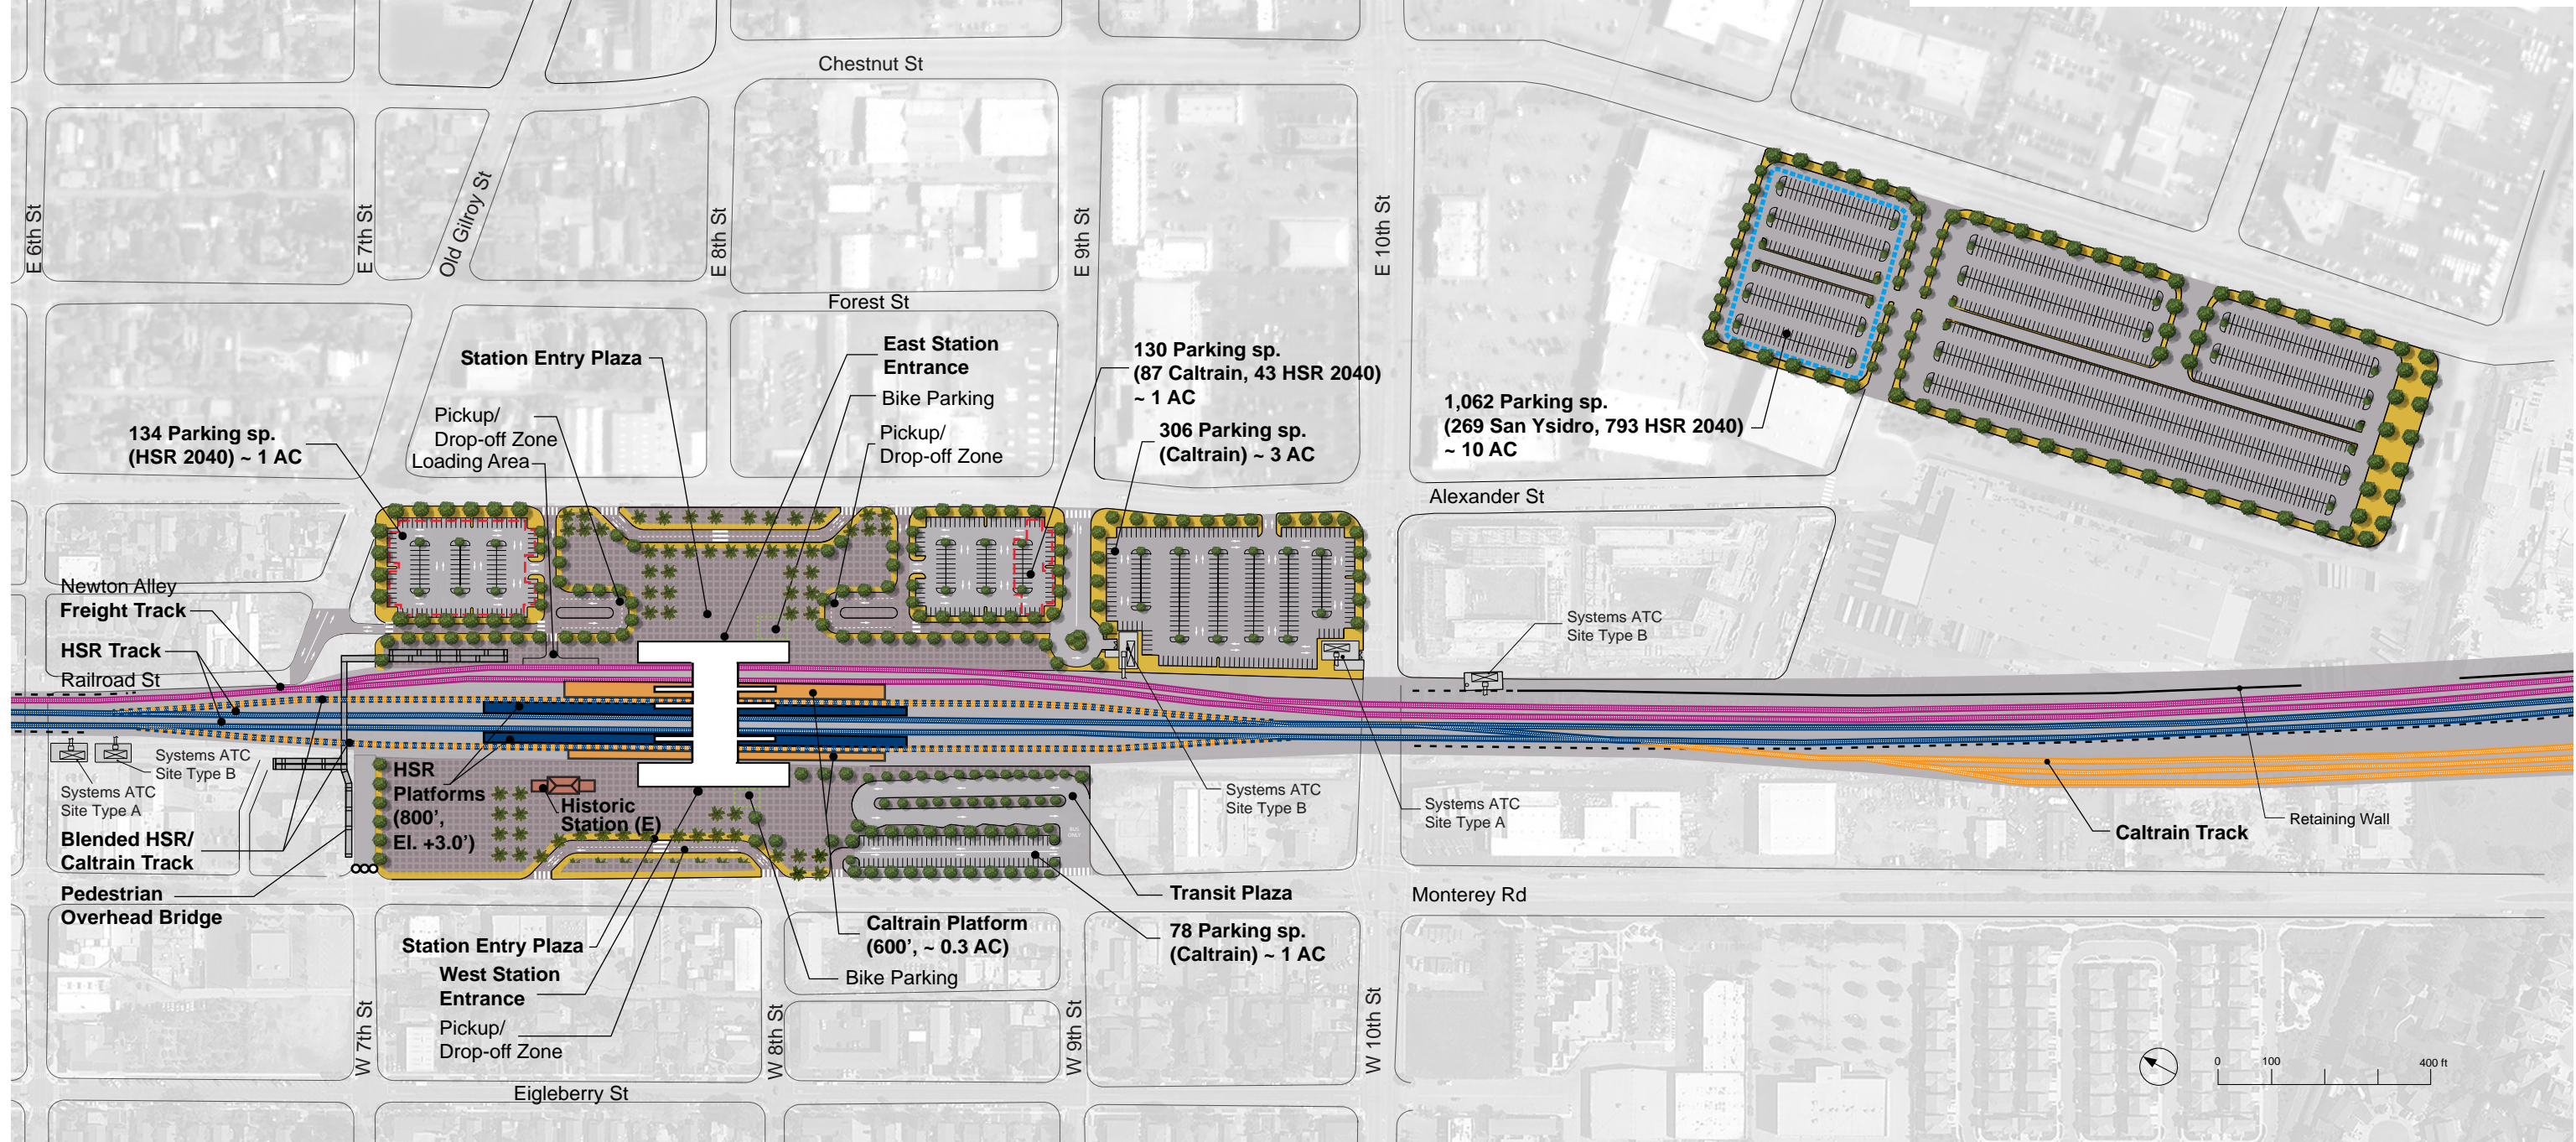 Chestnut St
E 6th St
E 7th St
Old Gilroy St
E 8th St
E 9th St
E 10th St
Forest St
Station Entry Plaza
East Station
Entrance
Bike Parking
Pickup/
Drop-off Zone
Pickup/
Drop-off Zone
Loading Area
134 Parking sp.
(HSR 2040) ~ 1 AC
130 Parking sp.
(87 Caltrain, 43 HSR 2040)
~ 1 AC
306 Parking sp.
(Caltrain) ~ 3 AC
1,062 Parking sp.
(269 San Ysidro, 793 HSR 2040)
~ 10 AC
Alexander St
Newton Alley
Freight Track
HSR Track
Railroad St
Systems ATC
Site Type B
Systems ATC
Site Type B
Systems ATC
Site Type A
Blended HSR/
Caltrain Track
Pedestrian
Overhead Bridge
HSR
Platforms
(800',
El. +3.0')
Historic
Station (E)
BUS
ONLY
Systems ATC
Site Type B
Systems ATC
Site Type A
Retaining Wall
Caltrain Track
Transit Plaza
Monterey Rd
78 Parking sp.
(Caltrain) ~ 1 AC
Caltrain Platform
(600', ~ 0.3 AC)
Bike Parking
Station Entry Plaza
West Station
Entrance
Pickup/
Drop-off Zone
W 7th St
W 8th St
W 9th St
W 10th St
Eigleberry St
0 100 400 ft